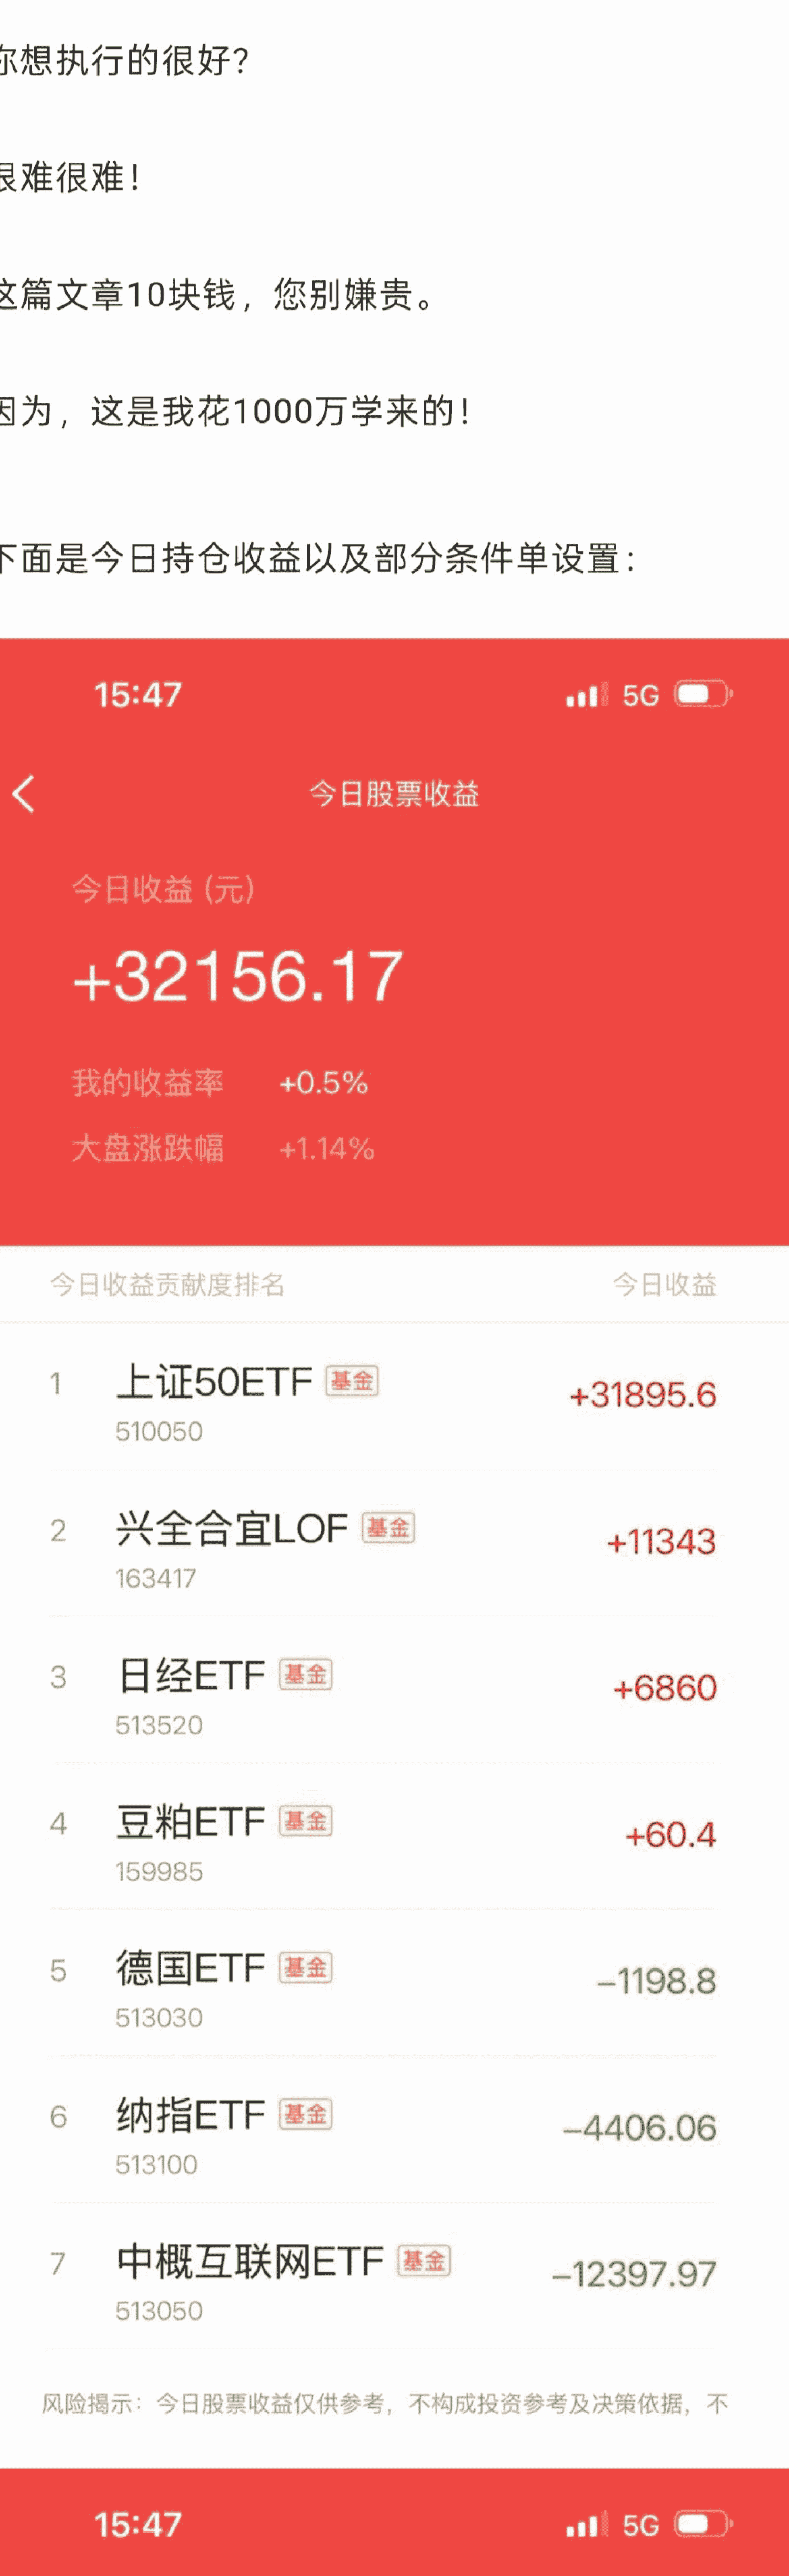 你想执行的很好？
很难很难！
这篇文章10块钱，您别嫌贵。
因为，这是我花1000万学来的！
下面是今日持仓收益以及部分条件单设置：
15:47 5G
今日股票收益
今日收益 (元)
+32156.17
我的收益率 +0.5%
大盘涨跌幅 +1.14%
今日收益贡献度排名 今日收益
1 上证50ETF 基金 +31895.6
510050
2 兴全合宜LOF 基金 +11343
163417
3 日经ETF 基金 +6860
513520
4 豆粕ETF 基金 +60.4
159985
5 德国ETF 基金 -1198.8
513030
6 纳指ETF 基金 -4406.06
513100
7 中概互联网ETF 基金 -12397.97
513050
风险揭示：今日股票收益仅供参考，不构成投资参考及决策依据，不
15:47 5G